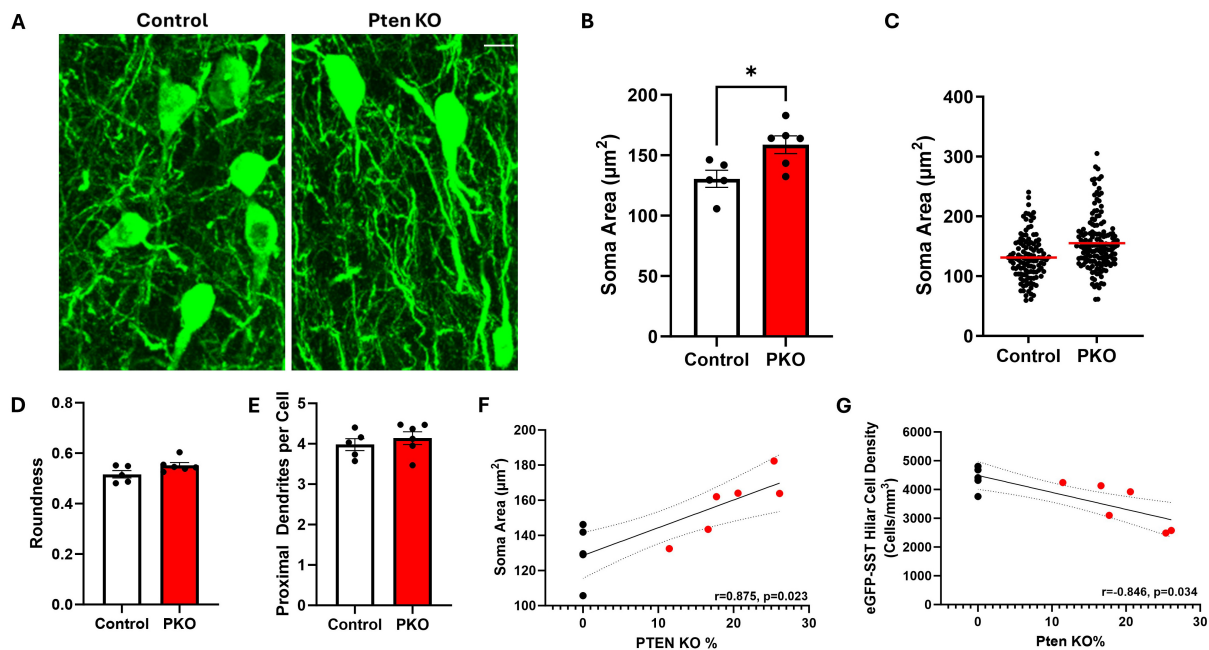 A
Control
Pten KO
B
*
Soma Area (µm²)
200
150
100
50
0
Control
PKO
C
Soma Area (µm²)
400
300
200
100
0
Control
PKO
D
Roundness
0.8
0.6
0.4
0.2
0.0
Control
PKO
E
Proximal Dendrites per Cell
5
4
3
2
1
0
Control
PKO
F
Soma Area (µm²)
200
180
160
140
120
100
0
10
20
30
r=0.875, p=0.023
PTEN KO %
G
eGFP-SST Hilar Cell Density
(Cells/mm³)
6000
5000
4000
3000
2000
1000
0
0
10
20
30
r=-0.846, p=0.034
Pten KO%